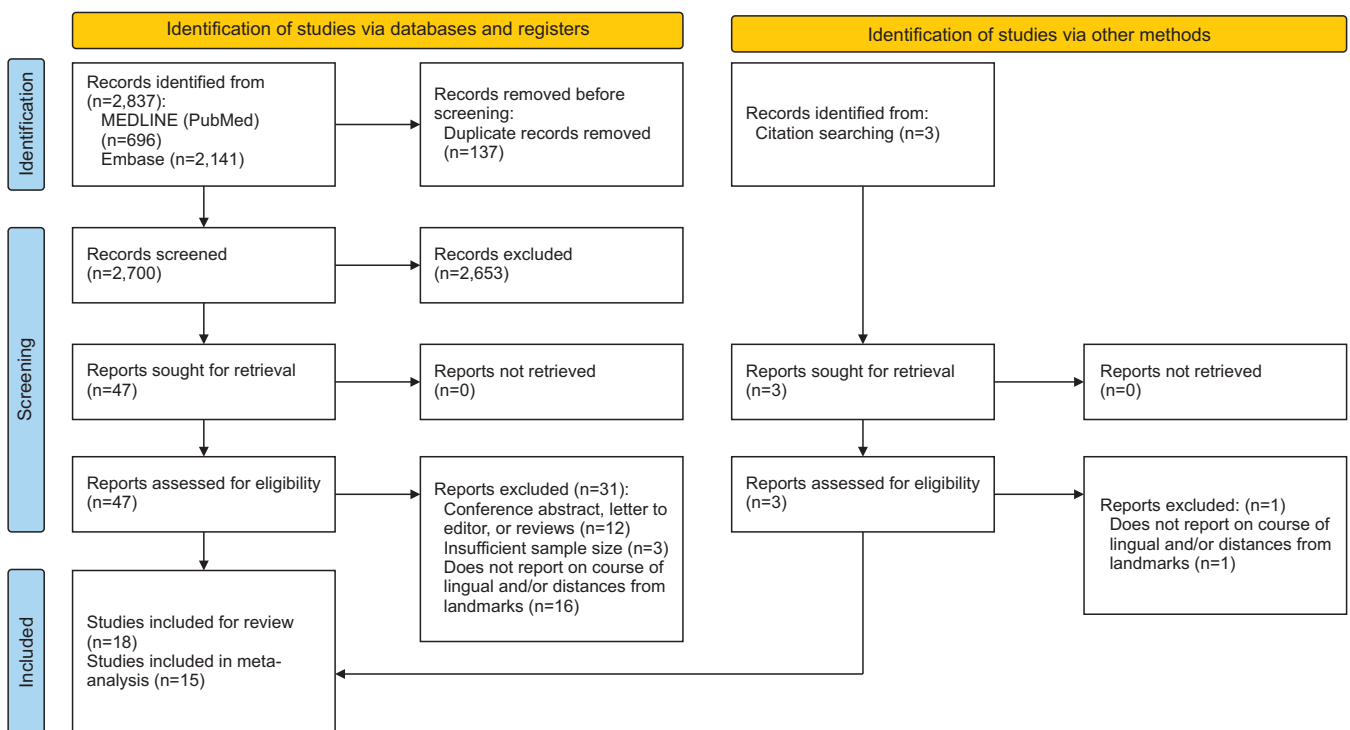 Identification of studies via databases and registers
Identification of studies via other methods
Identification
Records identified from
(n=2,837):
MEDLINE (PubMed)
(n=696)
Embase (n=2,141)
Records removed before
screening:
Duplicate records removed
(n=137)
Records identified from:
Citation searching (n=3)
Screening
Records screened
(n=2,700)
Records excluded
(n=2,653)
Reports sought for retrieval
(n=47)
Reports not retrieved
(n=0)
Reports sought for retrieval
(n=3)
Reports not retrieved
(n=0)
Reports assessed for eligibility
(n=47)
Reports excluded (n=31):
Conference abstract, letter to
editor, or reviews (n=12)
Insufficient sample size (n=3)
Does not report on course of
lingual and/or distances from
landmarks (n=16)
Reports assessed for eligibility
(n=3)
Reports excluded: (n=1)
Does not report on course of
lingual and/or distances from
landmarks (n=1)
Included
Studies included for review
(n=18)
Studies included in meta-
analysis (n=15)